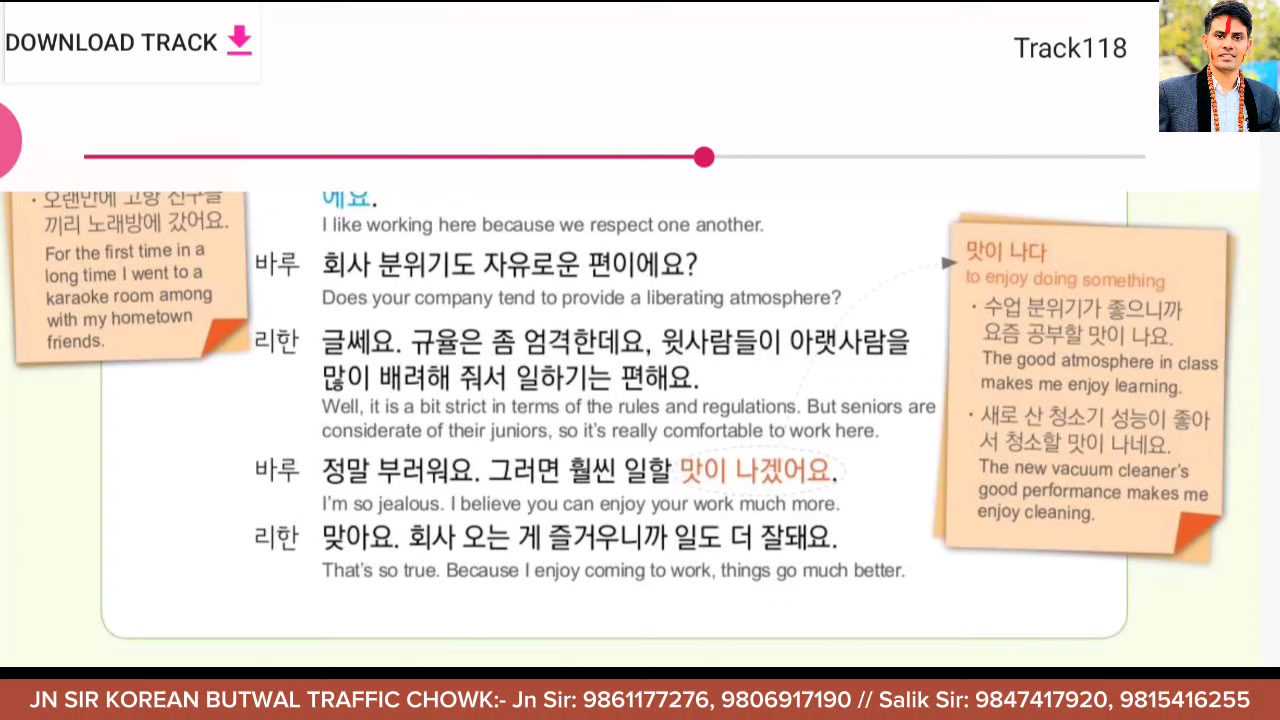 DOWNLOAD TRACK
Track118
오랜만에 고향 친구들
끼리 노래방에 갔어요.
For the first time in a
long time I went to a
karaoke room among
with my hometown
friends.
에요.
I like working here because we respect one another.
바루 회사 분위기도 자유로운 편이에요?
Does your company tend to provide a liberating atmosphere?
리한 글쎄요. 규율은 좀 엄격한데요, 윗사람들이 아랫사람을
많이 배려해 줘서 일하기는 편해요.
Well, it is a bit strict in terms of the rules and regulations. But seniors are
considerate of their juniors, so it's really comfortable to work here.
바루 정말 부러워요. 그러면 훨씬 일할 맛이 나겠어요.
I'm so jealous. I believe you can enjoy your work much more.
리한 맞아요. 회사 오는 게 즐거우니까 일도 더 잘돼요.
That's so true. Because I enjoy coming to work, things go much better.
맛이 나다
to enjoy doing something
· 수업 분위기가 좋으니까
요즘 공부할 맛이 나요.
The good atmosphere in class
makes me enjoy learning.
· 새로 산 청소기 성능이 좋아
서 청소할 맛이 나네요.
The new vacuum cleaner's
good performance makes me
enjoy cleaning.
JN SIR KOREAN BUTWAL TRAFFIC CHOWK:- Jn Sir: 9861177276, 9806917190 // Salik Sir: 9847417920, 9815416255